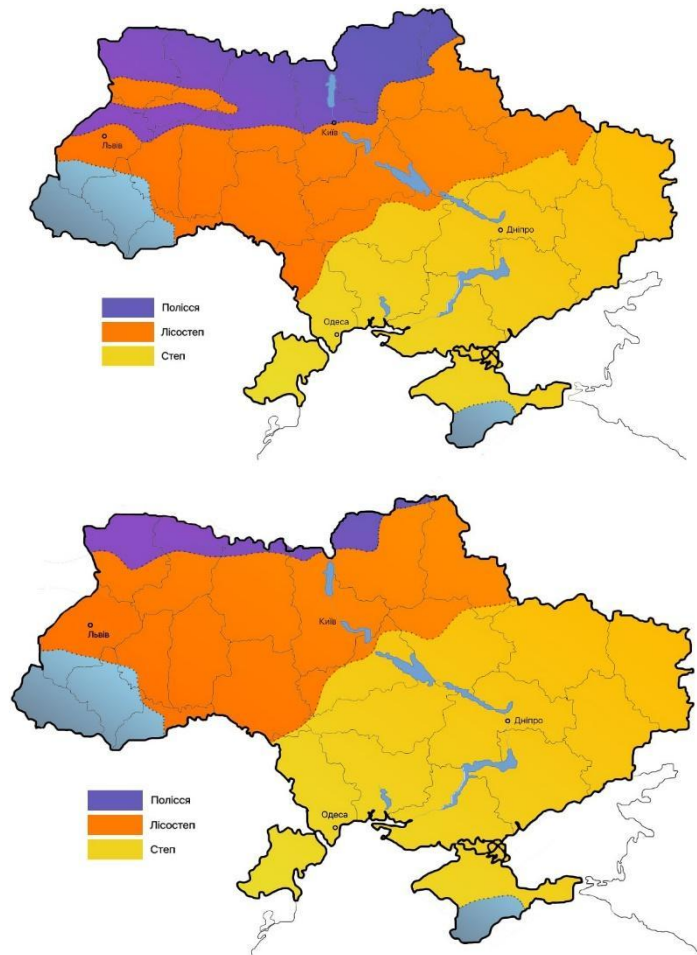 Київ
Львів
Дніпро
Одеса
Полісся
Лісостеп
Степ
Київ
Львів
Дніпро
Одеса
Полісся
Лісостеп
Степ